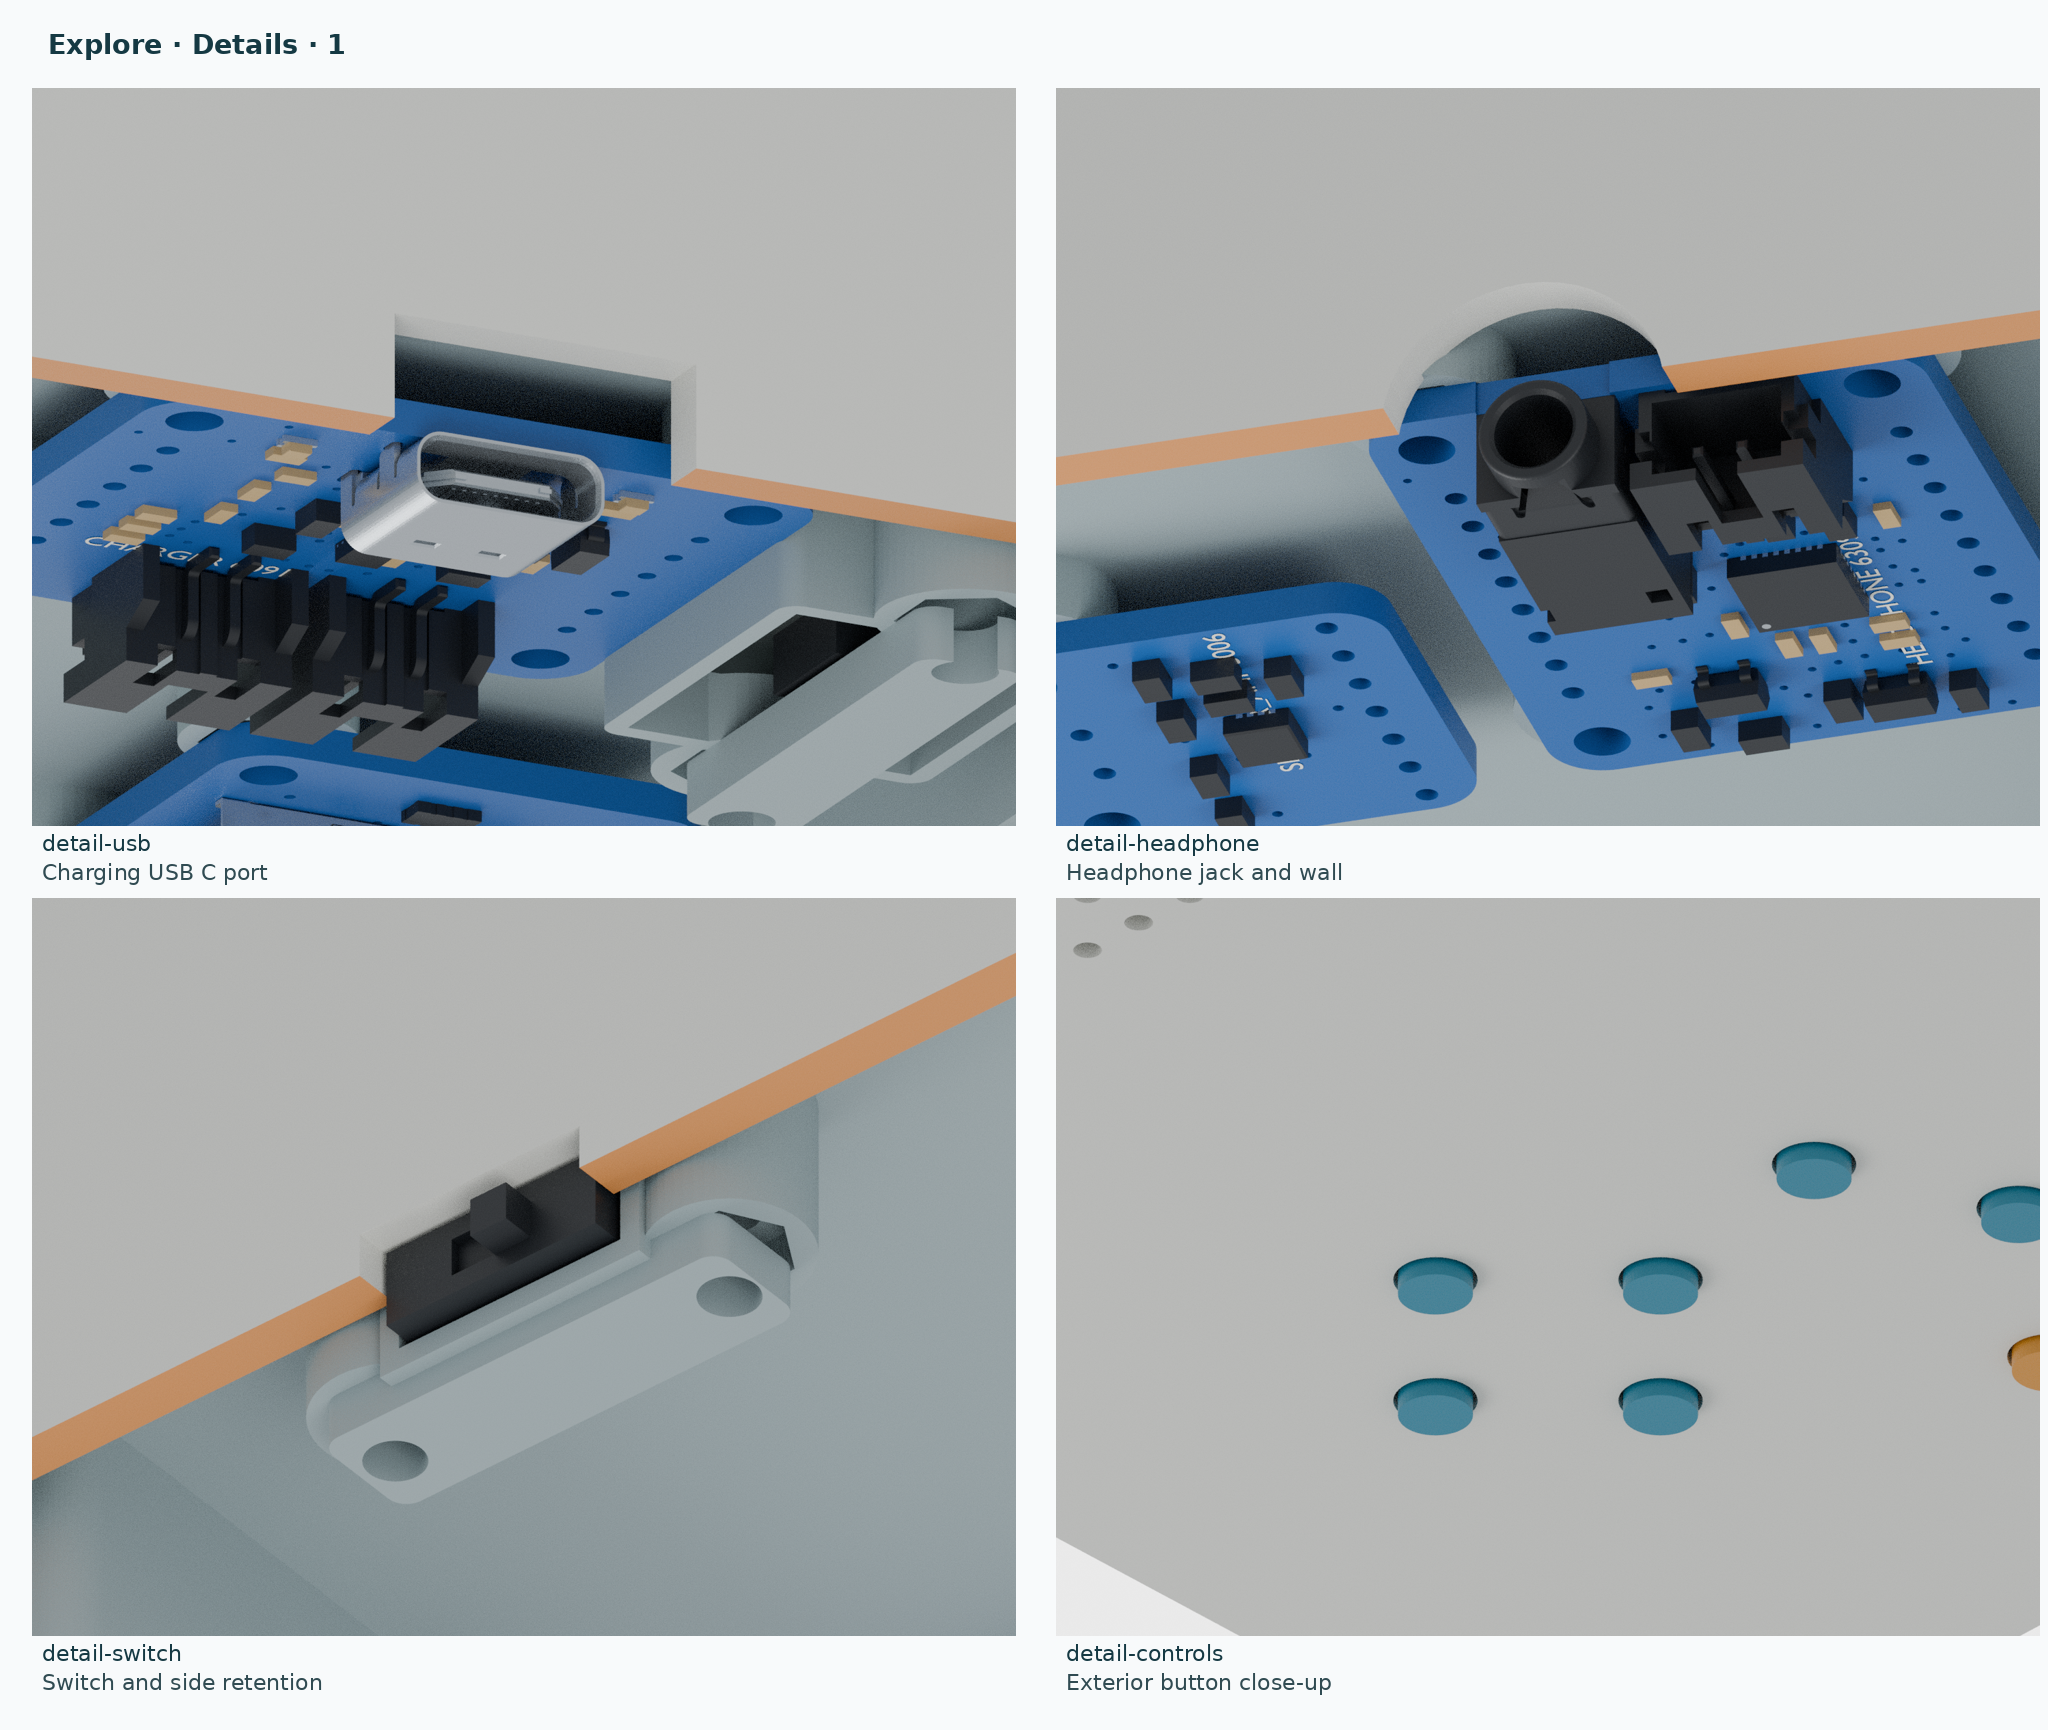 Explore · Details · 1
detail-usb
Charging USB C port
detail-headphone
Headphone jack and wall
detail-switch
Switch and side retention
detail-controls
Exterior button close-up